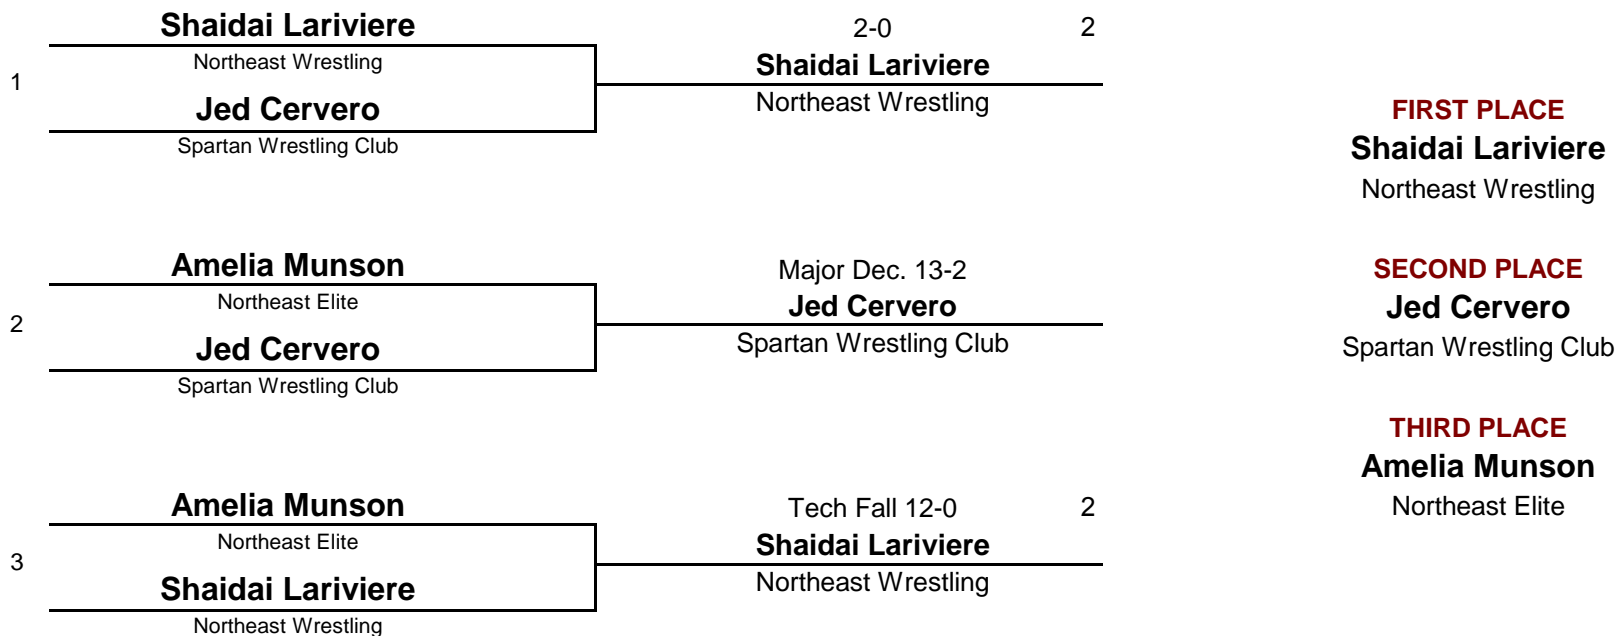 Shaidai Lariviere
Northeast Wrestling
1
Jed Cervero
Spartan Wrestling Club
2-0 2
Shaidai Lariviere
Northeast Wrestling
Amelia Munson
Northeast Elite
2
Jed Cervero
Spartan Wrestling Club
Major Dec. 13-2
Jed Cervero
Spartan Wrestling Club
Amelia Munson
Northeast Elite
3
Shaidai Lariviere
Northeast Wrestling
Tech Fall 12-0 2
Shaidai Lariviere
Northeast Wrestling
FIRST PLACE
Shaidai Lariviere
Northeast Wrestling
SECOND PLACE
Jed Cervero
Spartan Wrestling Club
THIRD PLACE
Amelia Munson
Northeast Elite